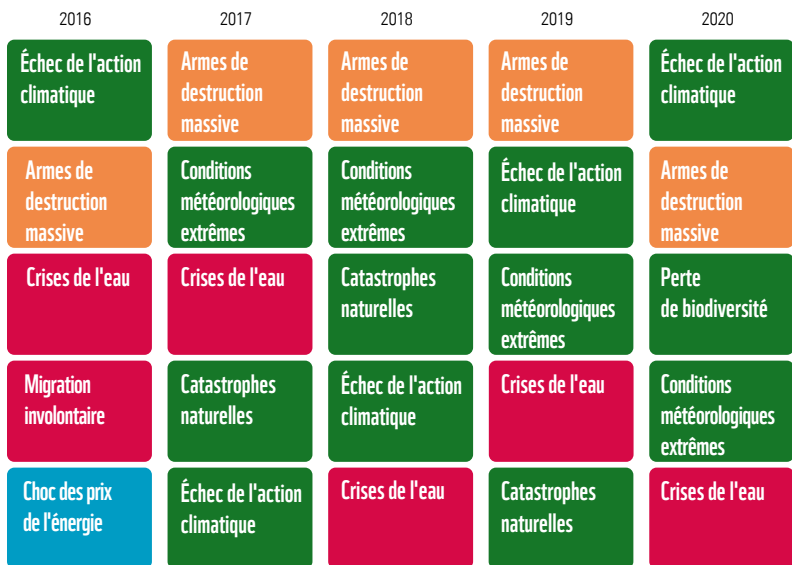 2016 2017 2018 2019 2020
Échec de l'action
climatique
Armes de
destruction
massive
Armes de
destruction
massive
Armes de
destruction
massive
Échec de l'action
climatique
Armes de
destruction
massive
Conditions
météorologiques
extrêmes
Conditions
météorologiques
extrêmes
Échec de l'action
climatique
Armes de
destruction
massive
Crises de l'eau
Crises de l'eau
Catastrophes
naturelles
Conditions
météorologiques
extrêmes
Perte
de biodiversité
Migration
involontaire
Catastrophes
naturelles
Échec de l'action
climatique
Crises de l'eau
Conditions
météorologiques
extrêmes
Choc des prix
de l'énergie
Échec de l'action
climatique
Crises de l'eau
Catastrophes
naturelles
Crises de l'eau